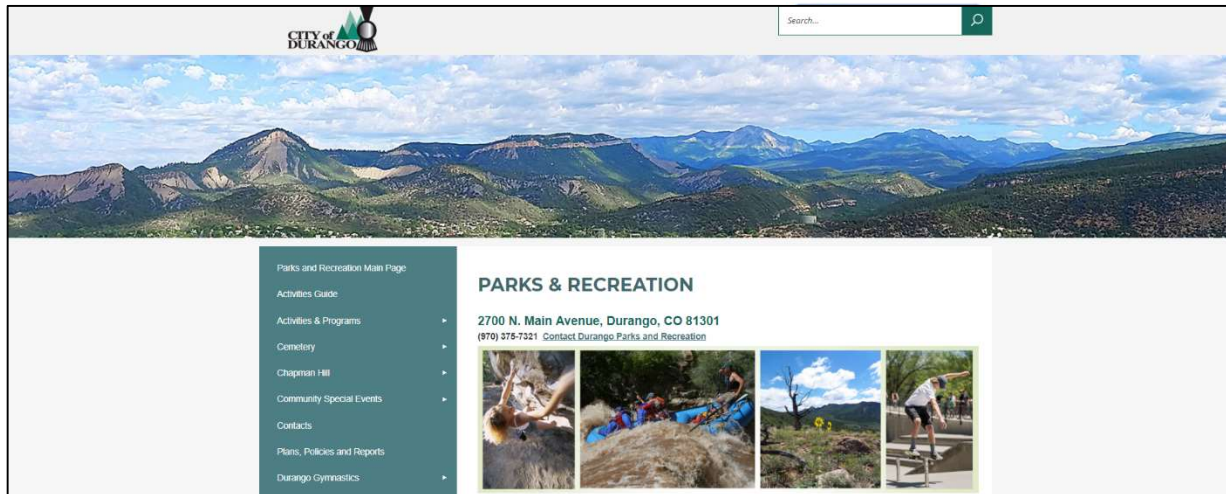 CITY of
DURANGO
Search...
Parks and Recreation Main Page
Activities Guide
Activities & Programs
Cemetery
Chapman Hill
Community Special Events
Contacts
Plans, Policies and Reports
Durango Gymnastics
PARKS & RECREATION
2700 N. Main Avenue, Durango, CO 81301
(970) 375-7321 Contact Durango Parks and Recreation